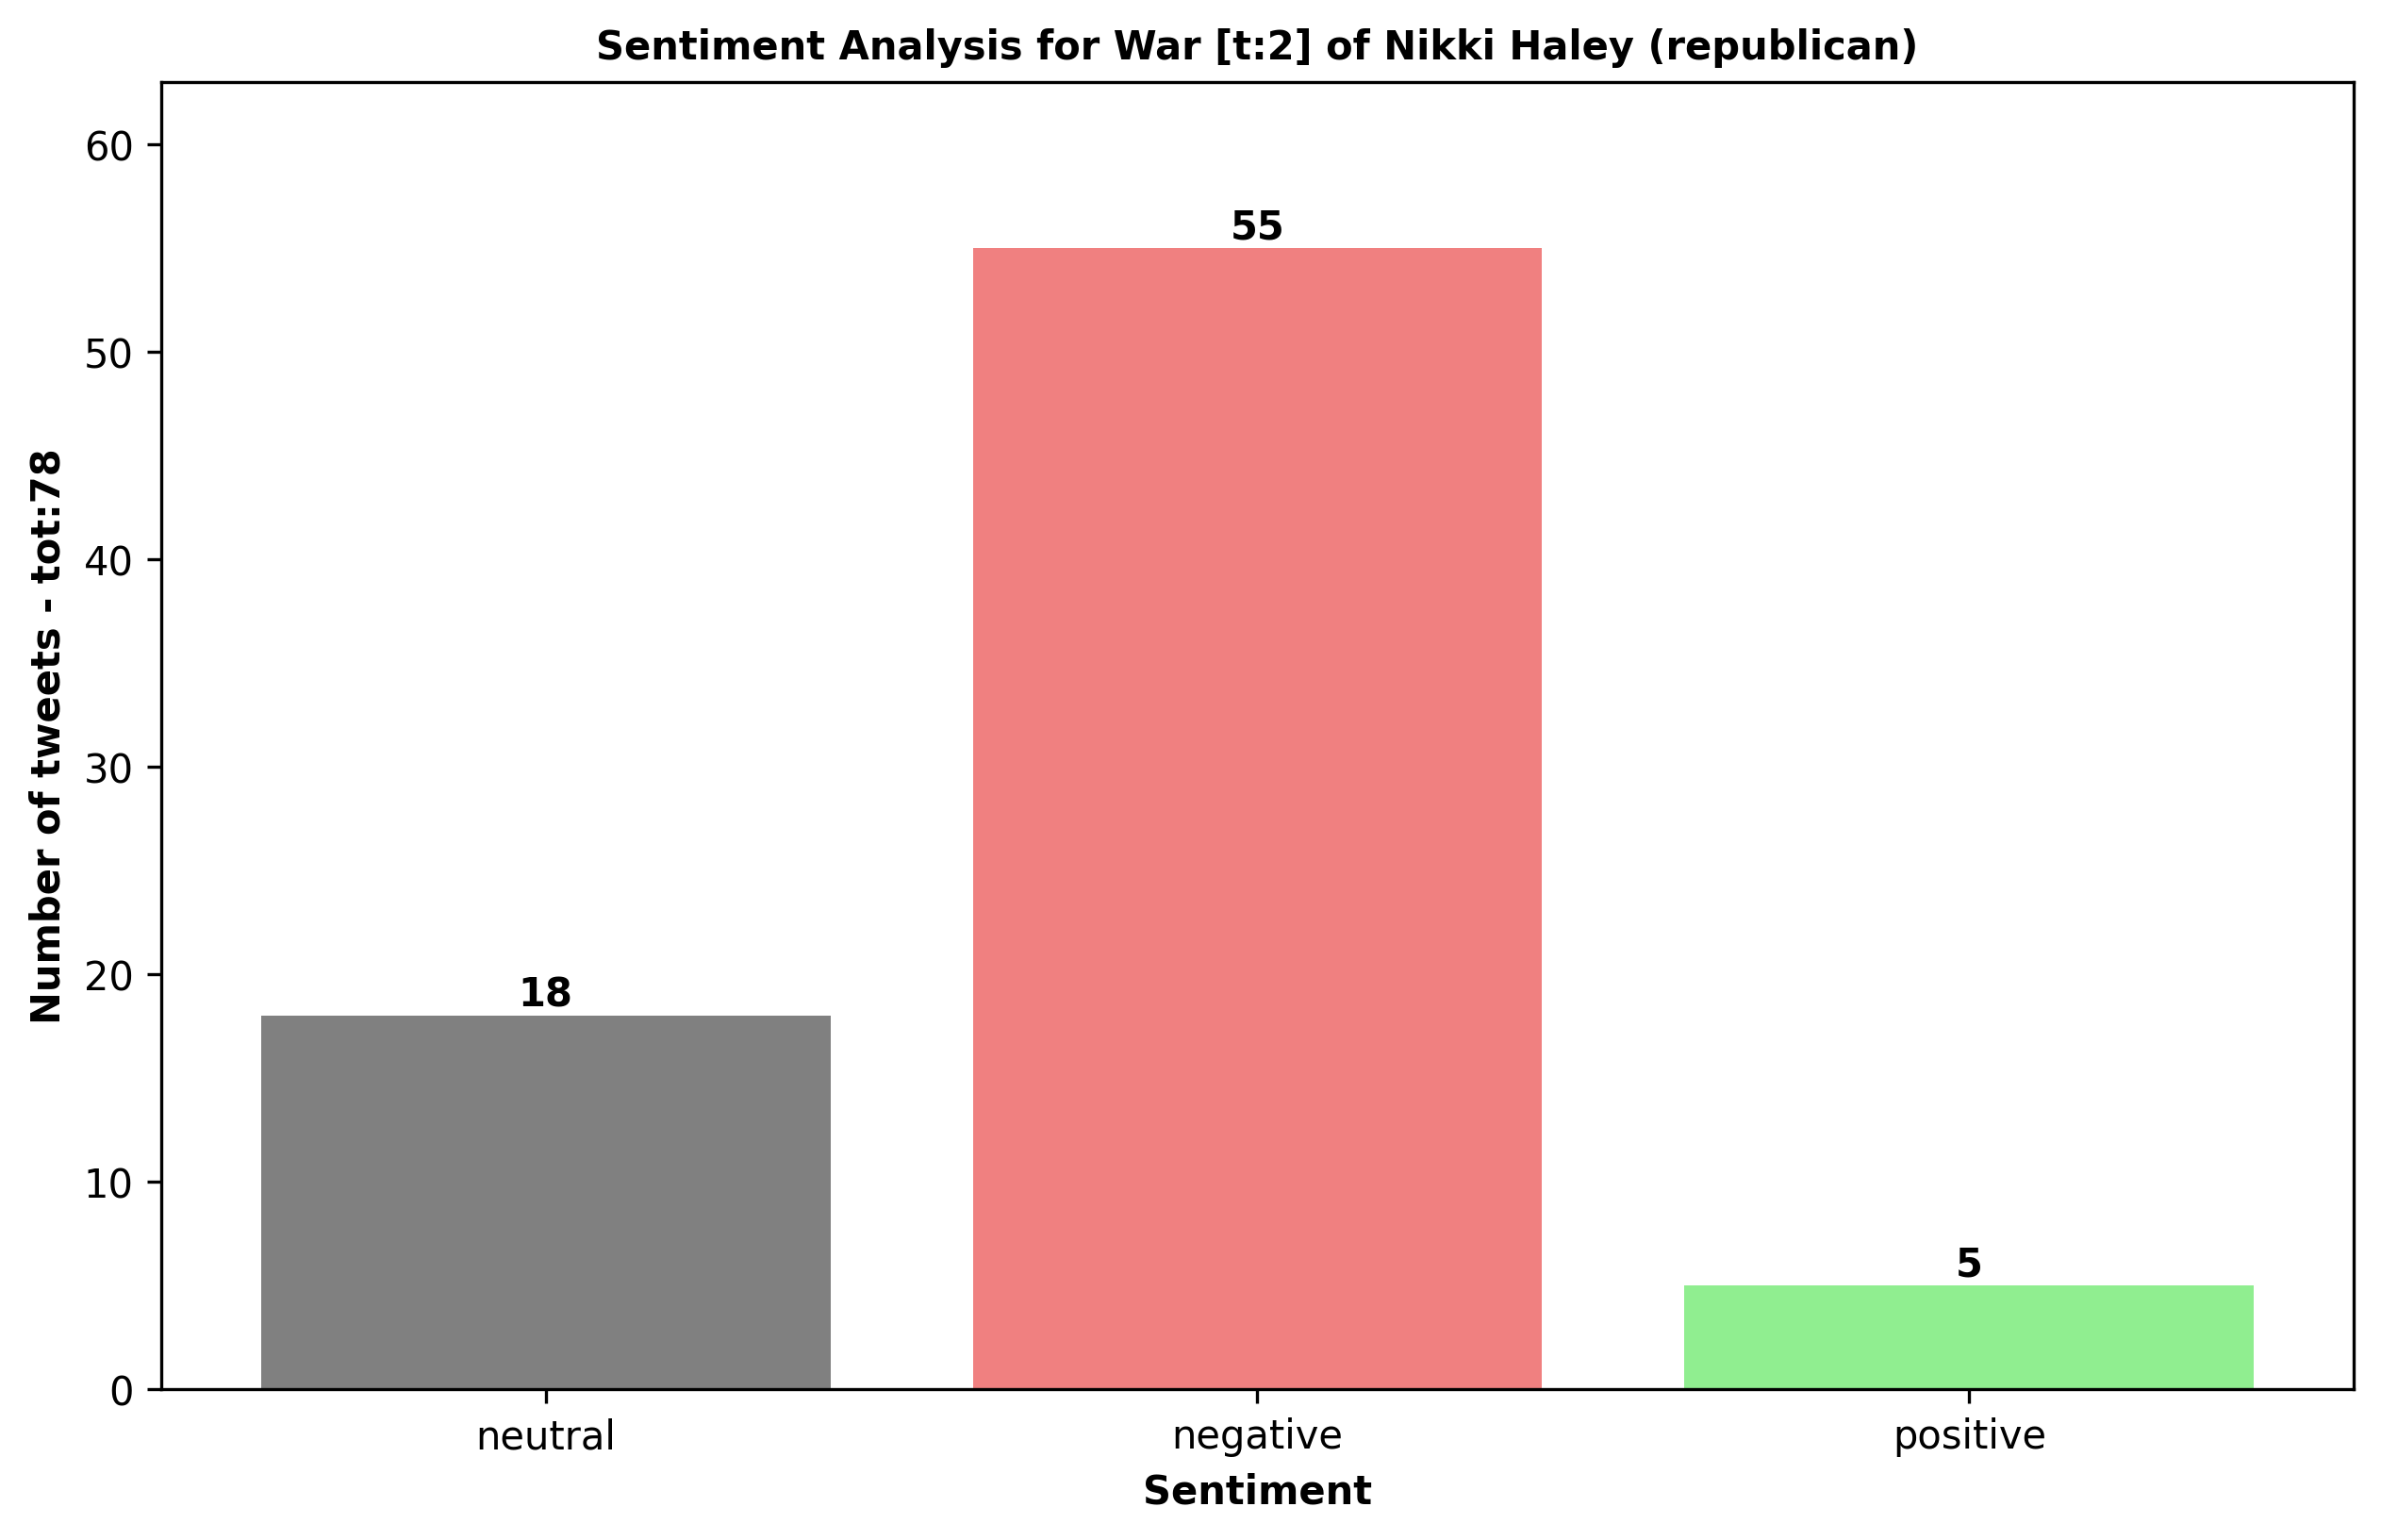 Sentiment Analysis for War [t:2] of Nikki Haley (republican)
Number of tweets - tot:78
60
50
40
30
20
10
0
18
55
5
neutral
negative
positive
Sentiment